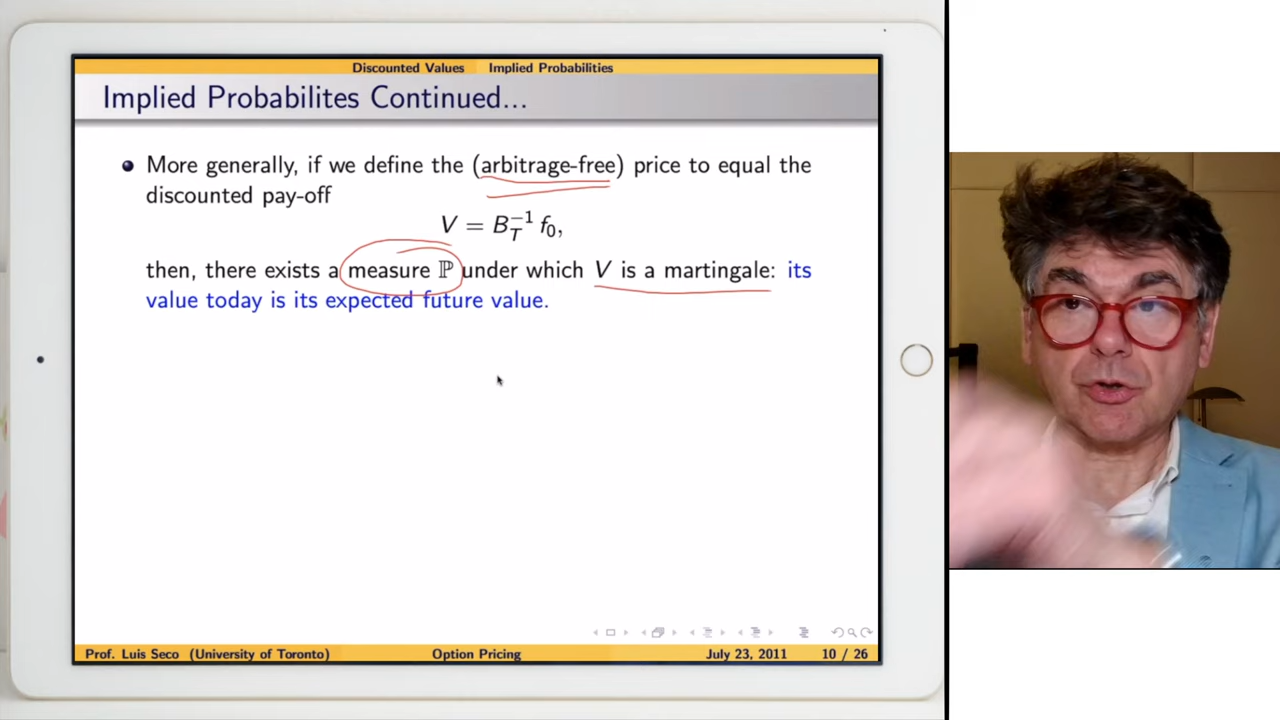 Discounted Values Implied Probabilities
Implied Probabilites Continued...
More generally, if we define the (arbitrage-free) price to equal the
discounted pay-off
V = B_T^{-1} f_0,
then, there exists a measure ℙ under which V is a martingale: its
value today is its expected future value.
Prof. Luis Seco (University of Toronto) Option Pricing July 23, 2011 10 / 26